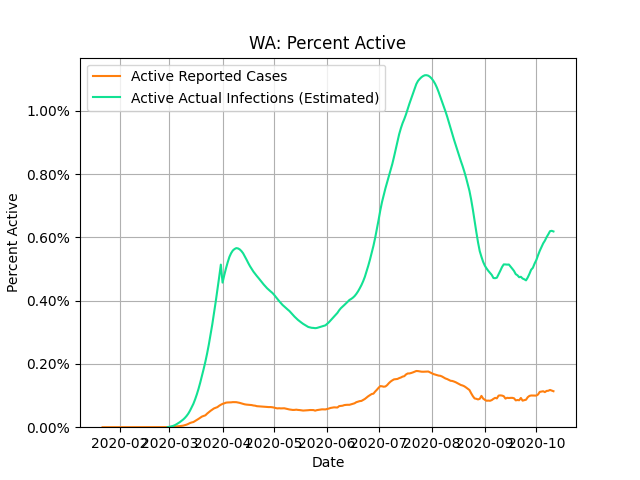 WA: Percent Active
Active Reported Cases
Active Actual Infections (Estimated)
Percent Active
1.00%
0.80%
0.60%
0.40%
0.20%
0.00%
2020-02 2020-03 2020-04 2020-05 2020-06 2020-07 2020-08 2020-09 2020-10
Date